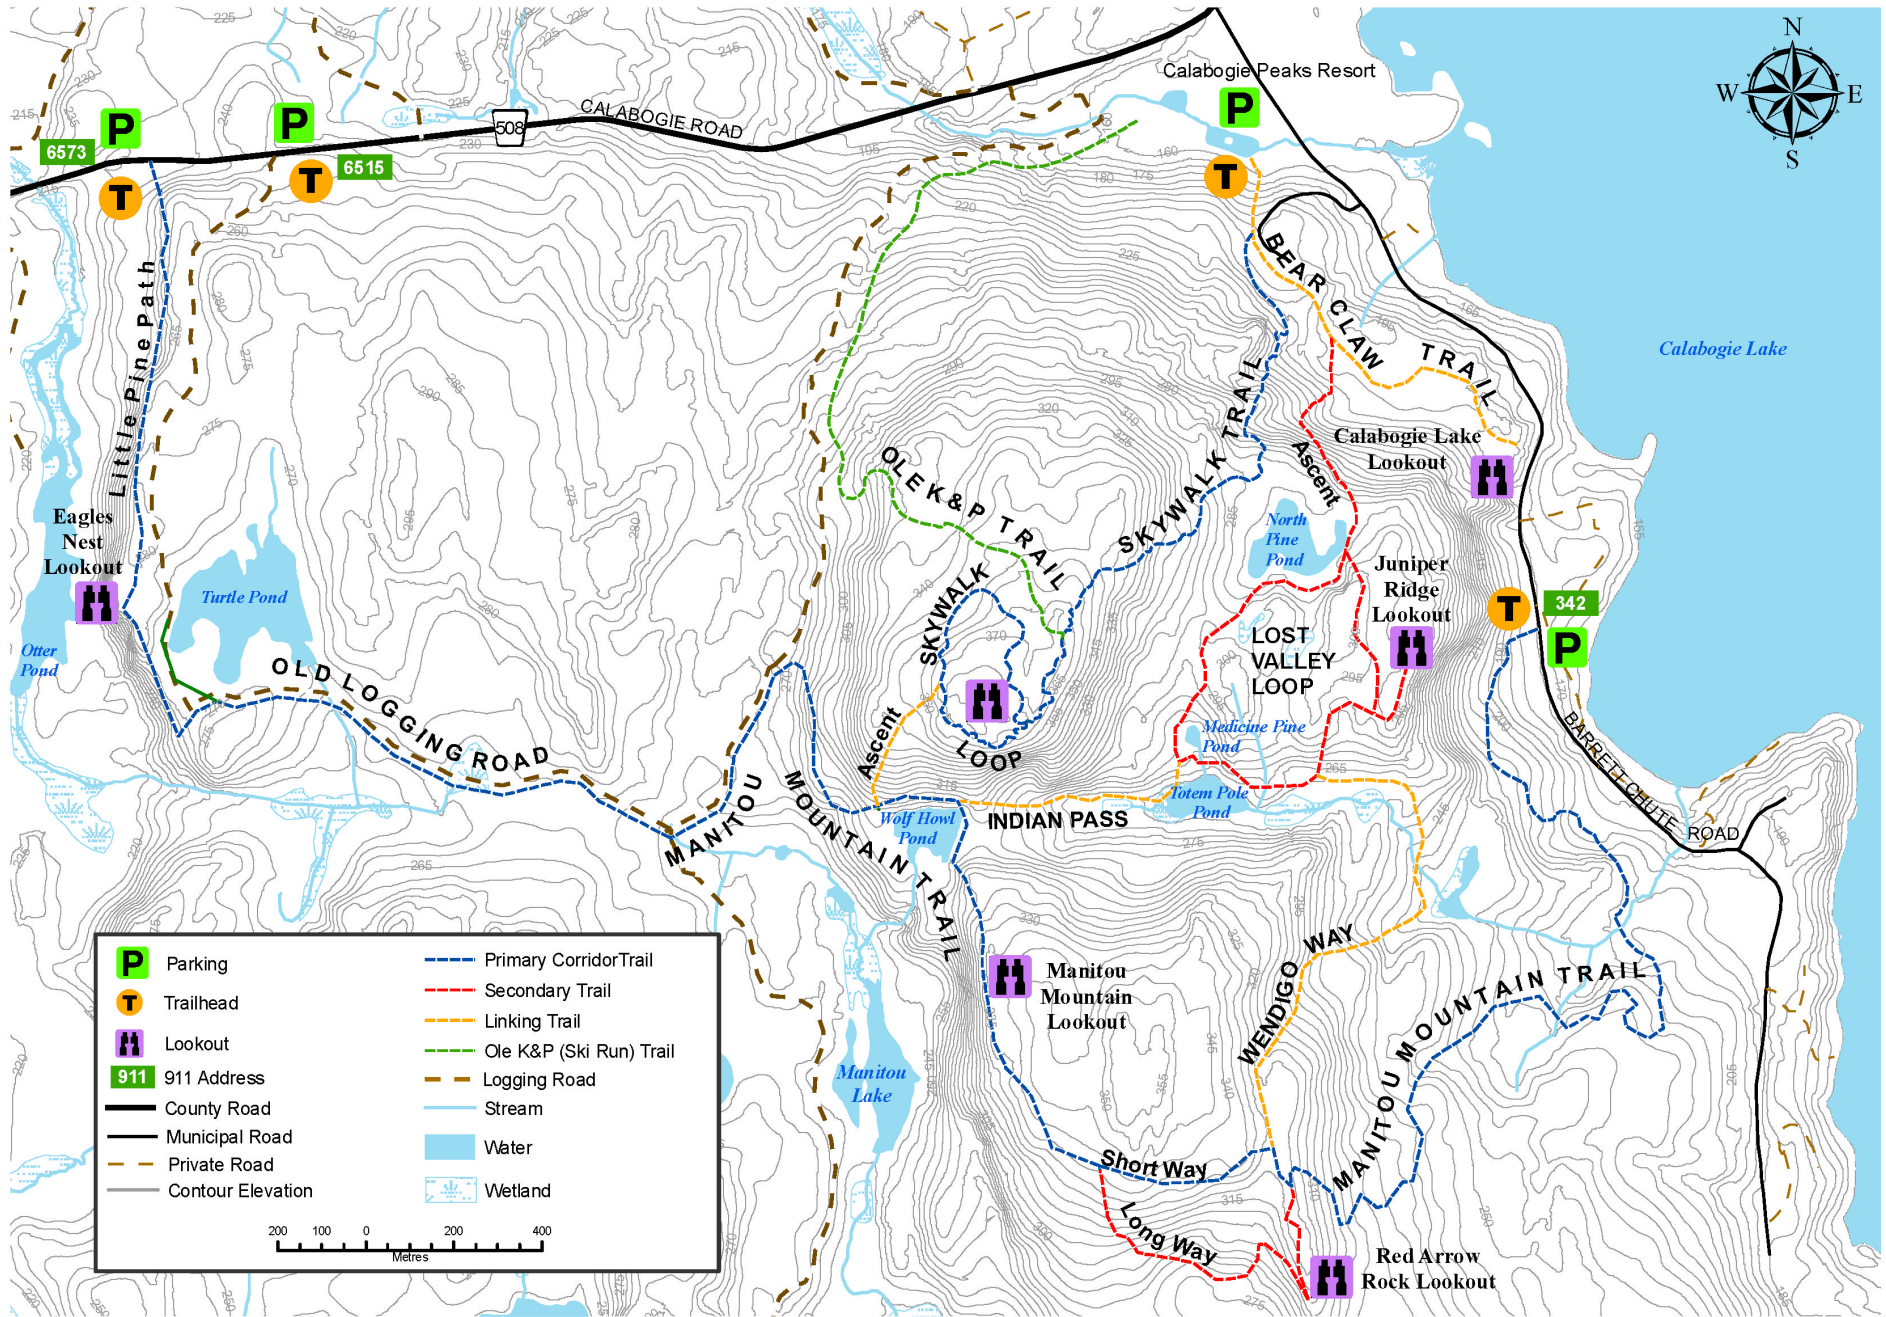 N
W
E
S
Calabogie Peaks Resort
P
P
P
CALABOGIE ROAD
508
6573
6515
T
T
T
Calabogie Lake
BEAR CLAW TRAIL
Little Pine Path
SKYWALK TRAIL
Ascent
Calabogie Lake
Lookout
OLE K&P TRAIL
Eagles
Nest
Lookout
North
Pine
Pond
Juniper
Ridge
Lookout
T
342
P
Turtle Pond
Otter
Pond
SKYWALK
LOOP
LOST
VALLEY
LOOP
OLD LOGGING ROAD
Ascent
Medicine Pine
Pond
BARRETT CHUTE ROAD
MANITOU
MOUNTAIN TRAIL
Wolf Howl
Pond
INDIAN PASS
Totem Pole
Pond
WENDIGO WAY
Manitou
Mountain
Lookout
MANITOU MOUNTAIN TRAIL
Manitou
Lake
Short Way
Long Way
Red Arrow
Rock Lookout
P Parking
T Trailhead
Lookout
911 911 Address
County Road
Municipal Road
Private Road
Contour Elevation
Primary CorridorTrail
Secondary Trail
Linking Trail
Ole K&P (Ski Run) Trail
Logging Road
Stream
Water
Wetland
200 100 0 200 400
Metres